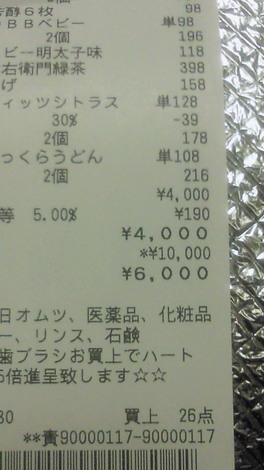 芳醇6枚 98
BBベビー 単98
2個 196
ビー明太子味 118
右衛門緑茶 398
げ 158
ィッツシトラス 単128
30% -39
2個 178
っくらうどん 単108
2個 216
¥4,000
等 5.00% ¥190
¥4,000
*¥10,000
¥6,000
日オムツ、医薬品、化粧品
ー、リンス、石鹸
歯ブラシお買上でハート
5倍進呈致します☆☆
30 買上 26点
**責90000117-90000117